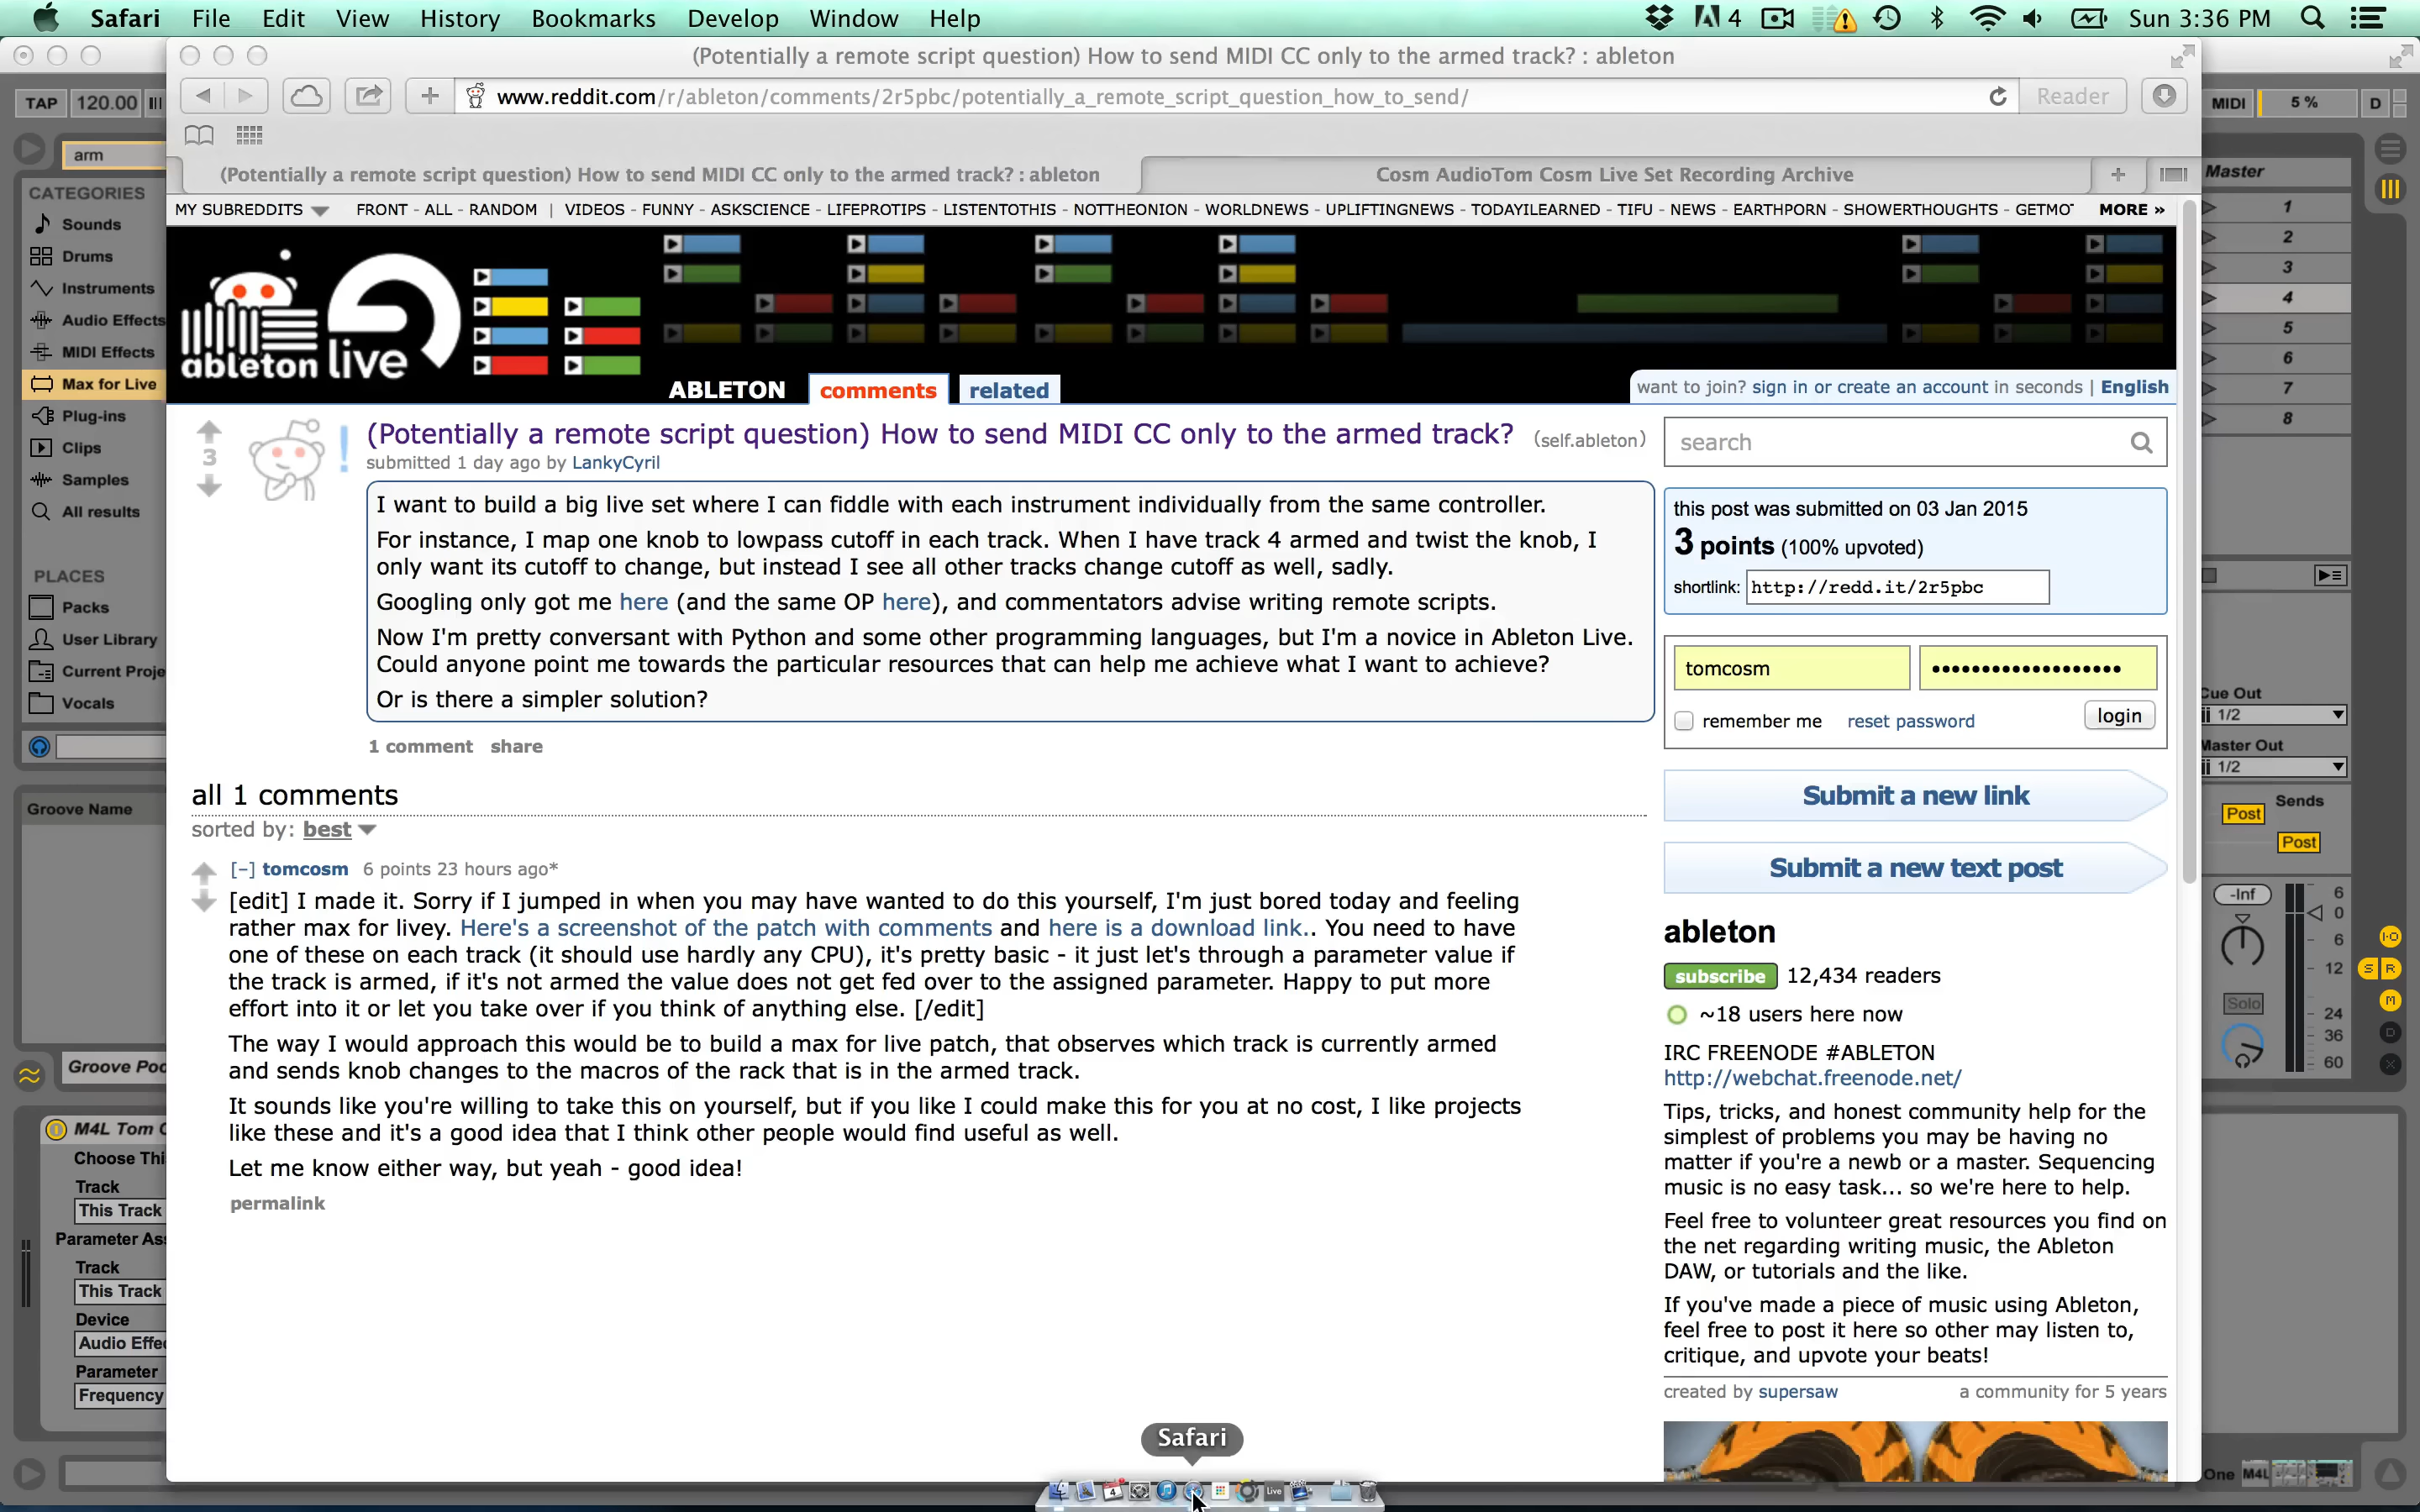 Safari File Edit View History Bookmarks Develop Window Help 4 Sun 3:36 PM
(Potentially a remote script question) How to send MIDI CC only to the armed track? : ableton
TAP 120.00
www.reddit.com/r/ableton/comments/2r5pbc/potentially_a_remote_script_question_how_to_send/
Reader
MIDI 5 % D
arm
(Potentially a remote script question) How to send MIDI CC only to the armed track? : ableton
Cosm AudioTom Cosm Live Set Recording Archive
Master
MY SUBREDDITS FRONT - ALL - RANDOM | VIDEOS - FUNNY - ASKSCIENCE - LIFEPROTIPS - LISTENTOTHIS - NOTTHEONION - WORLDNEWS - UPLIFTINGNEWS - TODAYILEARNED - TIFU - NEWS - EARTHPORN - SHOWERTHOUGHTS - GETMO MORE »
CATEGORIES
Sounds
Drums
Instruments
Audio Effects
MIDI Effects
Max for Live
Plug-ins
Clips
Samples
All results
PLACES
Packs
User Library
Current Proje
Vocals
Groove Name
Groove Poo
M4L Tom C
Choose Thi
Track
This Track
Parameter Ass
Track
This Track
Device
Audio Effec
Parameter
Frequency
ableton live
ABLETON comments related
want to join? sign in or create an account in seconds | English
3
(Potentially a remote script question) How to send MIDI CC only to the armed track? (self.ableton)
submitted 1 day ago by LankyCyril
I want to build a big live set where I can fiddle with each instrument individually from the same controller.
For instance, I map one knob to lowpass cutoff in each track. When I have track 4 armed and twist the knob, I
only want its cutoff to change, but instead I see all other tracks change cutoff as well, sadly.
Googling only got me here (and the same OP here), and commentators advise writing remote scripts.
Now I'm pretty conversant with Python and some other programming languages, but I'm a novice in Ableton Live.
Could anyone point me towards the particular resources that can help me achieve what I want to achieve?
Or is there a simpler solution?
1 comment share
all 1 comments
sorted by: best
[–] tomcosm 6 points 23 hours ago*
[edit] I made it. Sorry if I jumped in when you may have wanted to do this yourself, I'm just bored today and feeling
rather max for livey. Here's a screenshot of the patch with comments and here is a download link.. You need to have
one of these on each track (it should use hardly any CPU), it's pretty basic - it just let's through a parameter value if
the track is armed, if it's not armed the value does not get fed over to the assigned parameter. Happy to put more
effort into it or let you take over if you think of anything else. [/edit]
The way I would approach this would be to build a max for live patch, that observes which track is currently armed
and sends knob changes to the macros of the rack that is in the armed track.
It sounds like you're willing to take this on yourself, but if you like I could make this for you at no cost, I like projects
like these and it's a good idea that I think other people would find useful as well.
Let me know either way, but yeah - good idea!
permalink
search
this post was submitted on 03 Jan 2015
3 points (100% upvoted)
shortlink: http://redd.it/2r5pbc
tomcosm •••••••••••••••••••
remember me reset password login
Submit a new link
Submit a new text post
ableton
subscribe 12,434 readers
~18 users here now
IRC FREENODE #ABLETON
http://webchat.freenode.net/
Tips, tricks, and honest community help for the
simplest of problems you may be having no
matter if you're a newb or a master. Sequencing
music is no easy task... so we're here to help.
Feel free to volunteer great resources you find on
the net regarding writing music, the Ableton
DAW, or tutorials and the like.
If you've made a piece of music using Ableton,
feel free to post it here so other may listen to,
critique, and upvote your beats!
created by supersaw a community for 5 years
1
2
3
4
5
6
7
8
Cue Out
1/2
Master Out
1/2
Sends
Post
Post
-Inf
6
0
6
12
24
36
60
Solo
I·O
S R
M
D
X
One M4L
Safari
4
Live